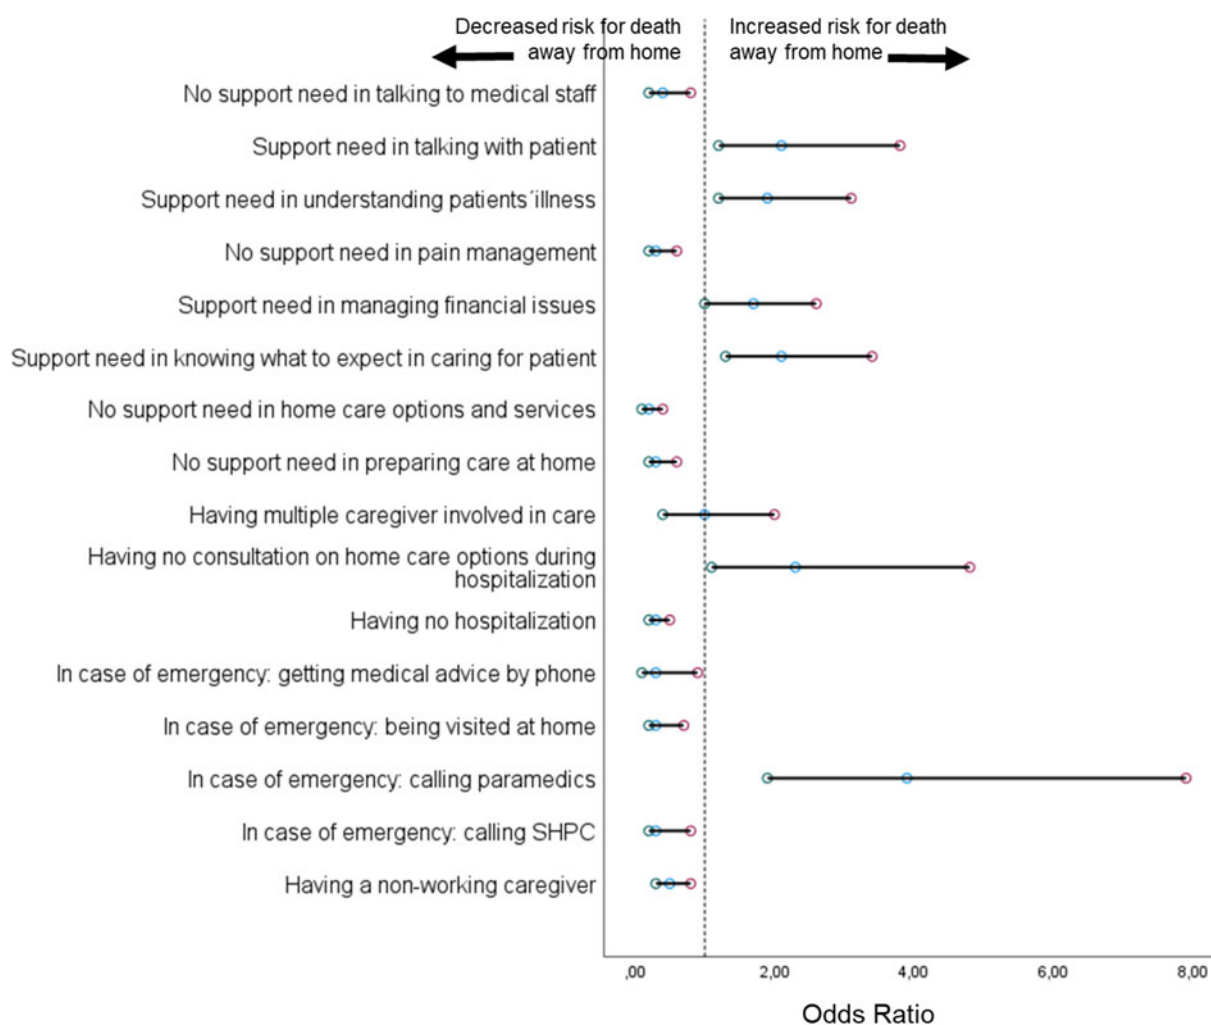 Decreased risk for death
away from home
Increased risk for death
away from home
No support need in talking to medical staff
Support need in talking with patient
Support need in understanding patients´illness
No support need in pain management
Support need in managing financial issues
Support need in knowing what to expect in caring for patient
No support need in home care options and services
No support need in preparing care at home
Having multiple caregiver involved in care
Having no consultation on home care options during
hospitalization
Having no hospitalization
In case of emergency: getting medical advice by phone
In case of emergency: being visited at home
In case of emergency: calling paramedics
In case of emergency: calling SHPC
Having a non-working caregiver
,00 2,00 4,00 6,00 8,00
Odds Ratio